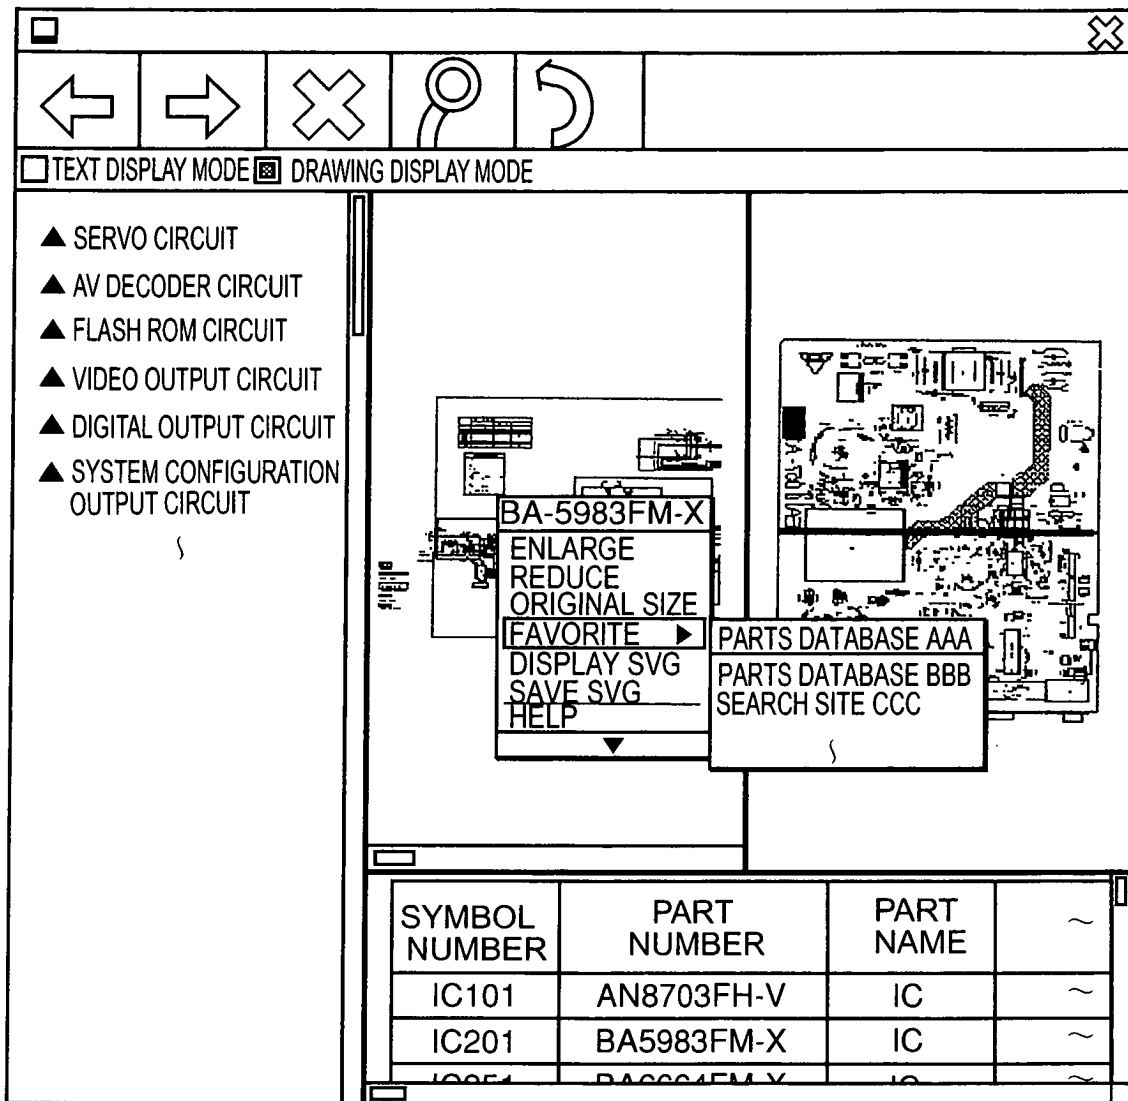 TEXT DISPLAY MODE DRAWING DISPLAY MODE
▲ SERVO CIRCUIT
▲ AV DECODER CIRCUIT
▲ FLASH ROM CIRCUIT
▲ VIDEO OUTPUT CIRCUIT
▲ DIGITAL OUTPUT CIRCUIT
▲ SYSTEM CONFIGURATION
OUTPUT CIRCUIT
BA-5983FM-X
ENLARGE
REDUCE
ORIGINAL SIZE
FAVORITE ▶
DISPLAY SVG
SAVE SVG
HELP
▼
PARTS DATABASE AAA
PARTS DATABASE BBB
SEARCH SITE CCC
SYMBOL NUMBER PART NUMBER PART NAME ~
IC101 AN8703FH-V IC ~
IC201 BA5983FM-X IC ~